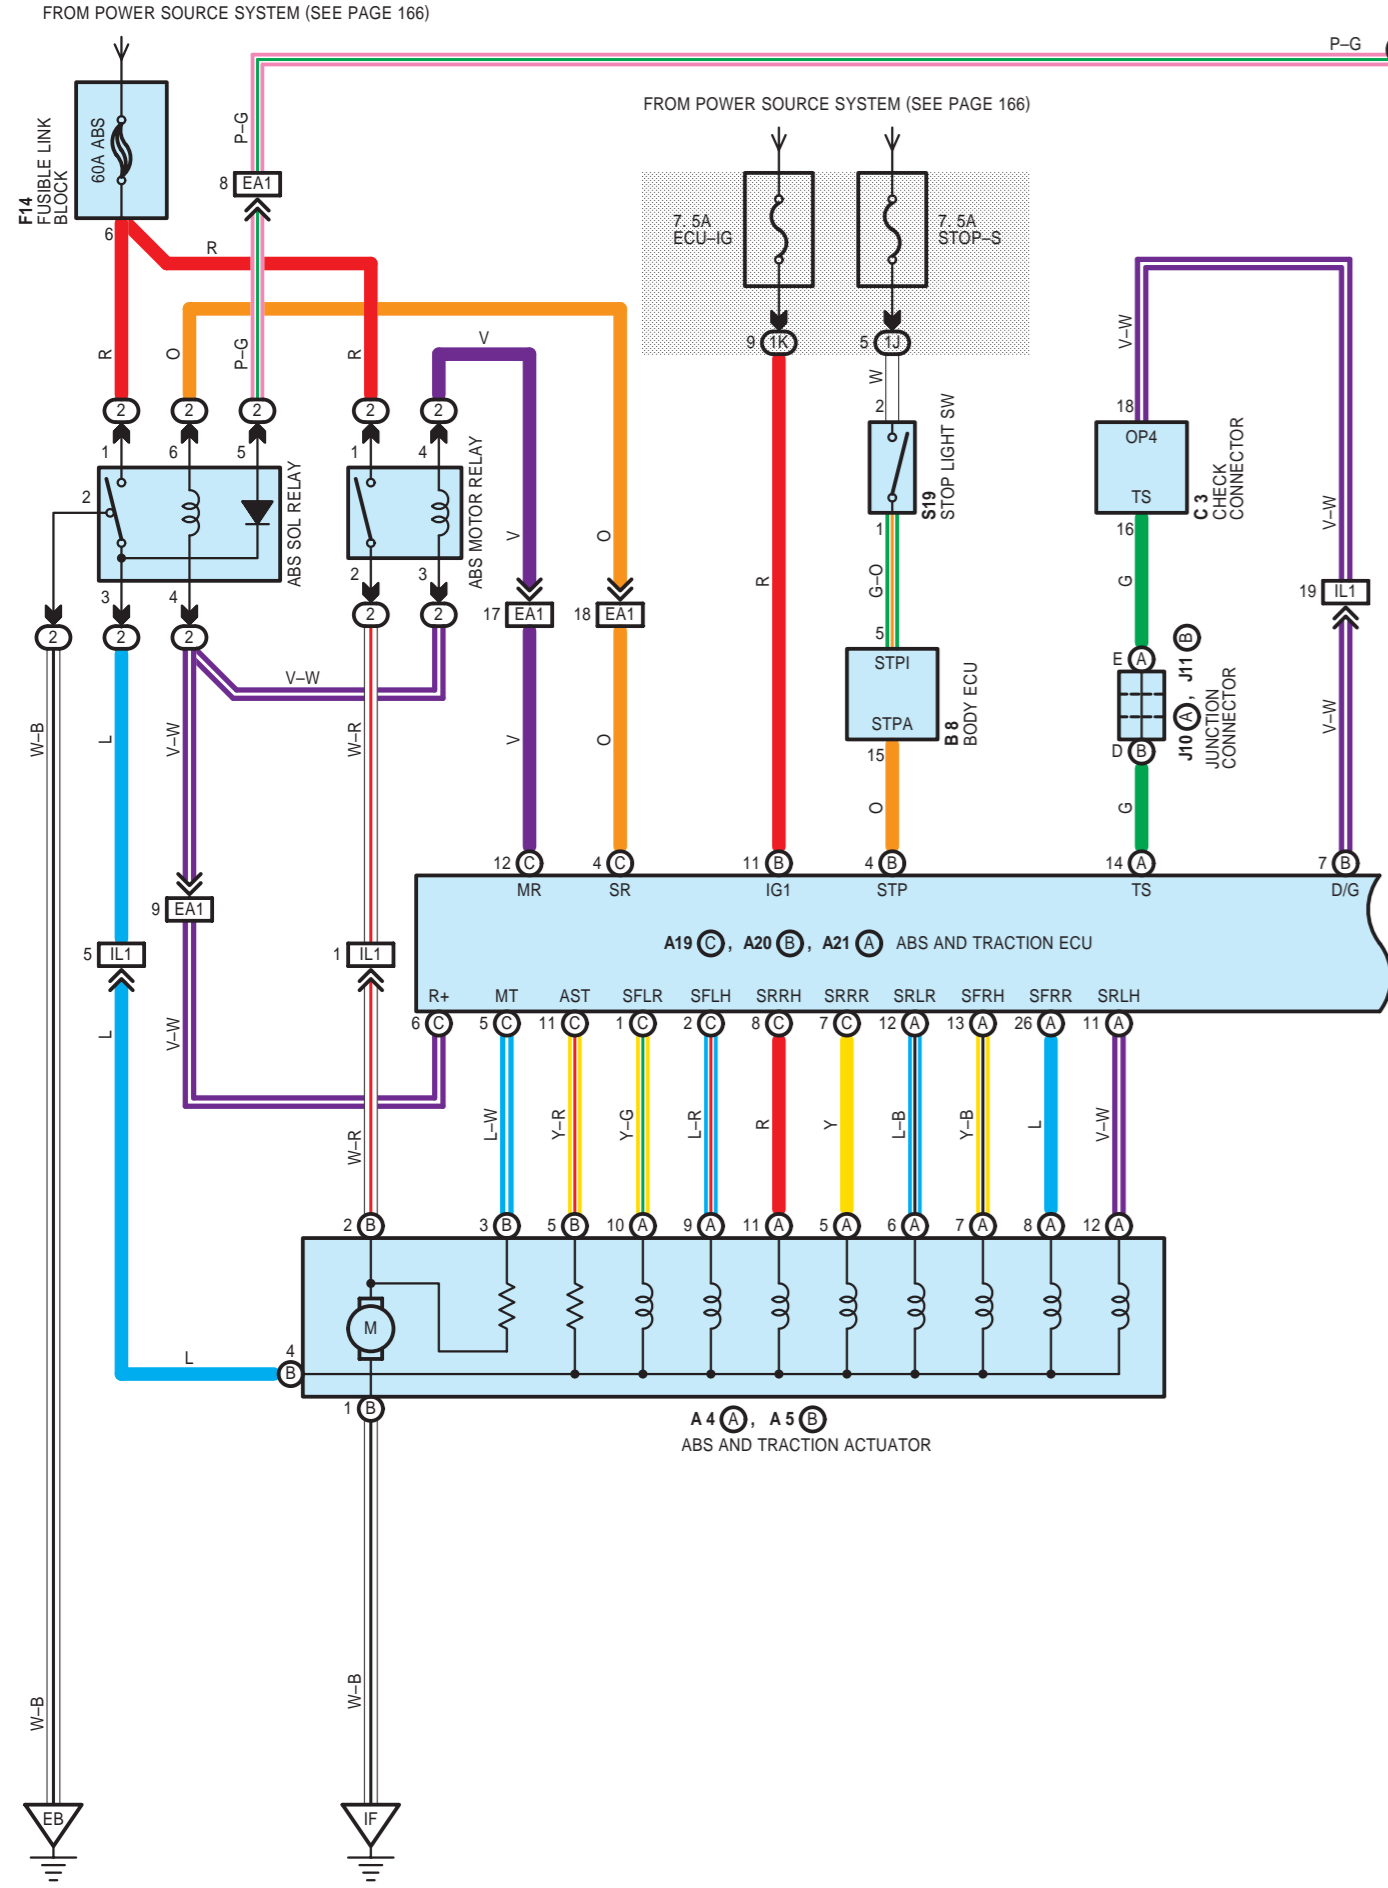 FROM POWER SOURCE SYSTEM (SEE PAGE 166)
P–G
FROM POWER SOURCE SYSTEM (SEE PAGE 166)
F14
FUSIBLE LINK
BLOCK
60A ABS
P–G
8 EA1
6
R
7. 5A
ECU–IG
7. 5A
STOP–S
9 1K
5 1J
R
O
P–G
R
V
W
V–W
2
2
2
2
2
2
18
1
6
5
1
4
OP4
TS
C 3
CHECK
CONNECTOR
2
ABS SOL RELAY
ABS MOTOR RELAY
S19
STOP LIGHT SW
1
16
V–W
3
4
2
3
V
O
R
G–O
G
17 EA1
18 EA1
19 IL1
2
2
2
2
2
5
STPI
STPA
B 8
BODY ECU
E A
J10 A , J11 B
JUNCTION
CONNECTOR
V–W
W–B
L
V–W
W–R
V
O
15
D B
V–W
O
G
12 C
4 C
11 B
4 B
14 A
7 B
MR
SR
IG1
STP
TS
D/G
9 EA1
A19 C , A20 B , A21 A ABS AND TRACTION ECU
5 IL1
1 IL1
R+
MT
AST
SFLR
SFLH
SRRH
SRRR
SRLR
SFRH
SFRR
SRLH
6 C
5 C
11 C
1 C
2 C
8 C
7 C
12 A
13 A
26 A
11 A
L
V–W
W–R
L–W
Y–R
Y–G
L–R
R
Y
L–B
Y–B
L
V–W
2 B
3 B
5 B
10 A
9 A
11 A
5 A
6 A
7 A
8 A
12 A
M
L
4
B
1 B
A 4 A , A 5 B
ABS AND TRACTION ACTUATOR
W–B
W–B
EB
IF